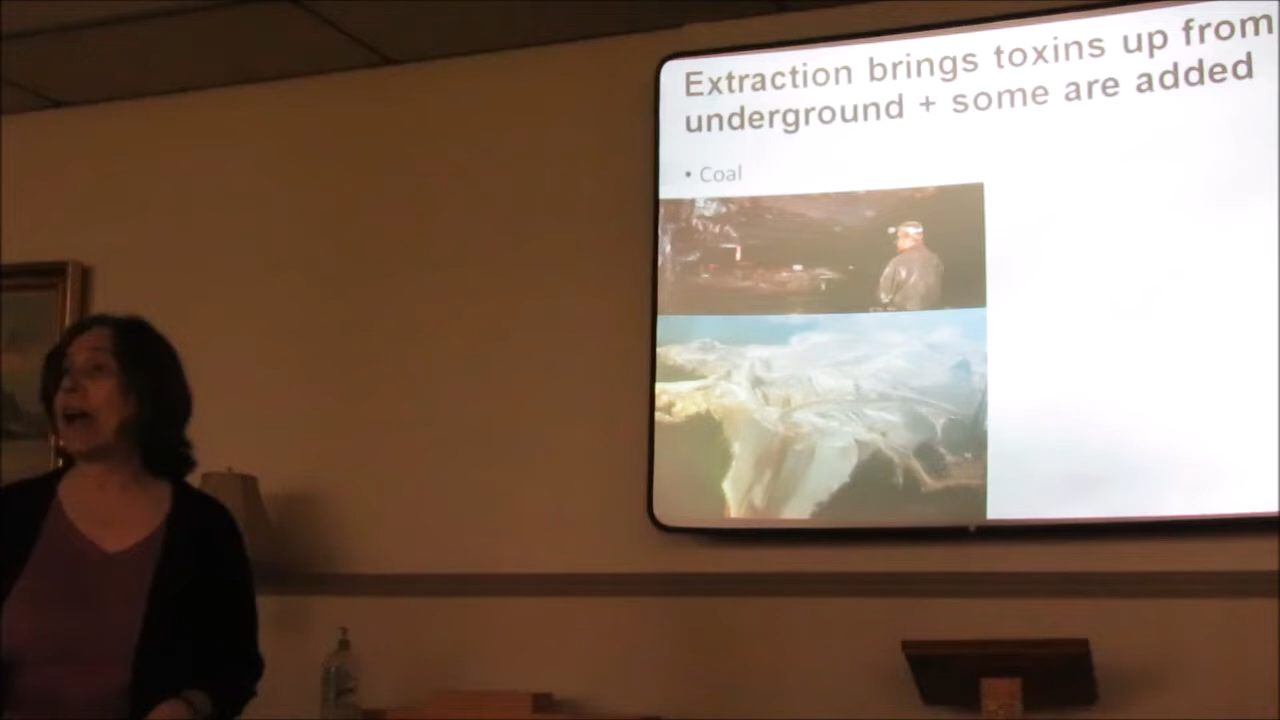 Extraction brings toxins up from
underground + some are added
• Coal